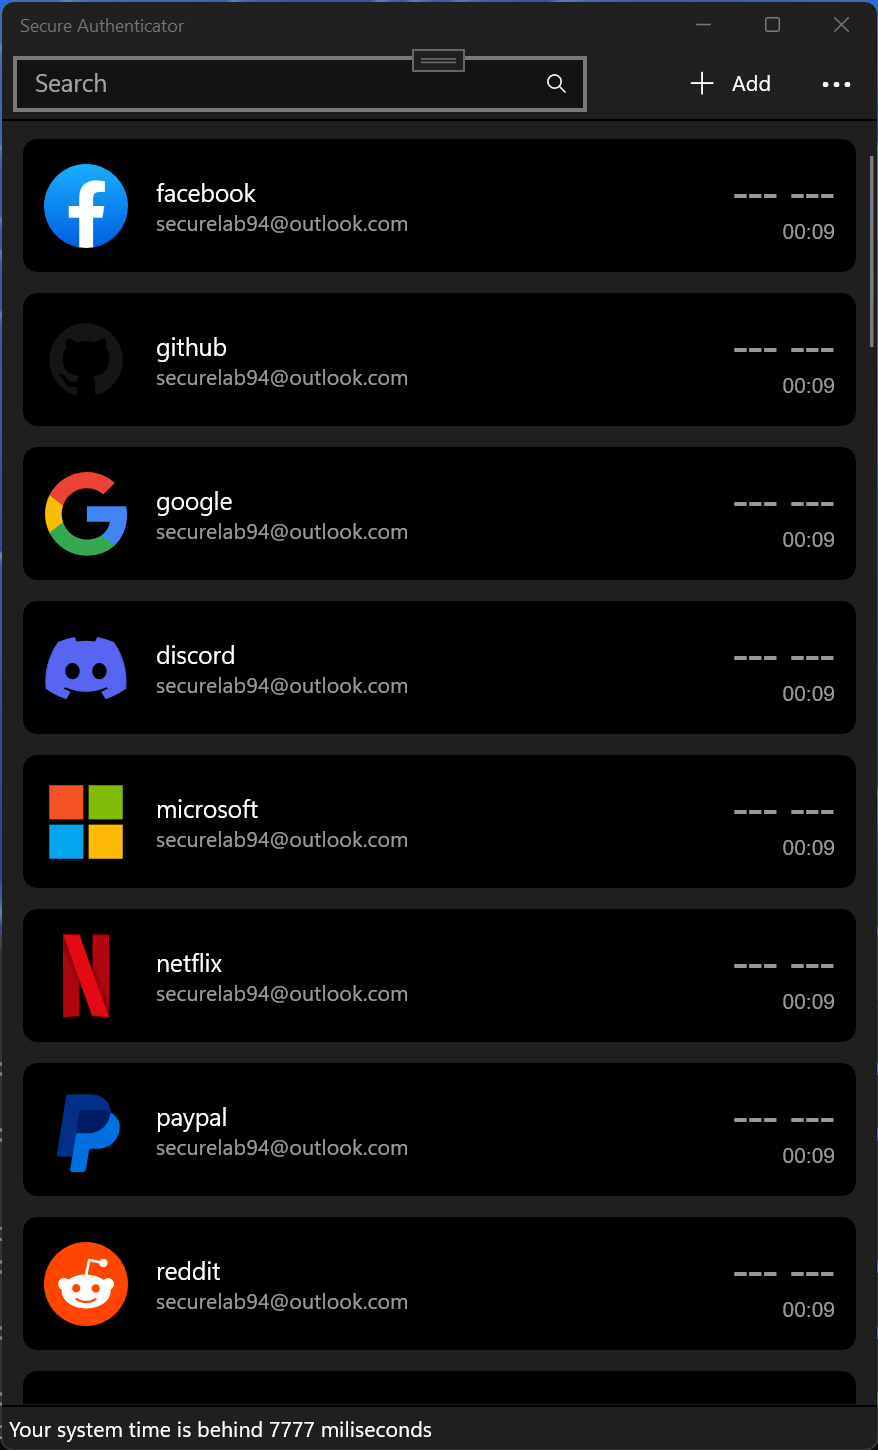 Secure Authenticator
Search
Add
facebook
--- ---
securelab94@outlook.com
00:09
github
--- ---
securelab94@outlook.com
00:09
google
--- ---
securelab94@outlook.com
00:09
discord
--- ---
securelab94@outlook.com
00:09
microsoft
--- ---
securelab94@outlook.com
00:09
netflix
--- ---
securelab94@outlook.com
00:09
paypal
--- ---
securelab94@outlook.com
00:09
reddit
--- ---
securelab94@outlook.com
00:09
Your system time is behind 7777 miliseconds